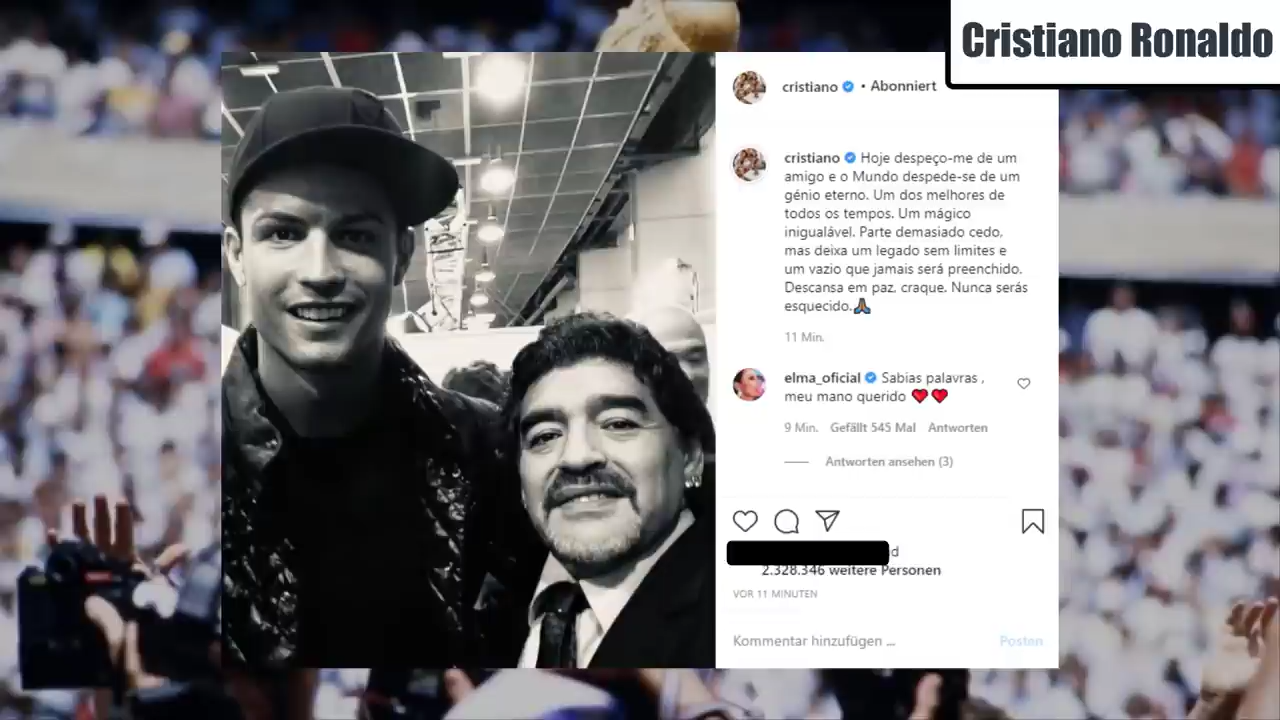 Cristiano Ronaldo
cristiano • Abonniert
cristiano Hoje despeço-me de um
amigo e o Mundo despede-se de um
génio eterno. Um dos melhores de
todos os tempos. Um mágico
inigualável. Parte demasiado cedo,
mas deixa um legado sem limites e
um vazio que jamais será preenchido.
Descansa em paz, craque. Nunca serás
esquecido.🙏🏽
11 Min.
elma_oficial Sabias palavras ,
meu mano querido ❤️❤️
9 Min. Gefällt 545 Mal Antworten
Antworten ansehen (3)
d
2.328.346 weitere Personen
VOR 11 MINUTEN
Kommentar hinzufügen ... Posten